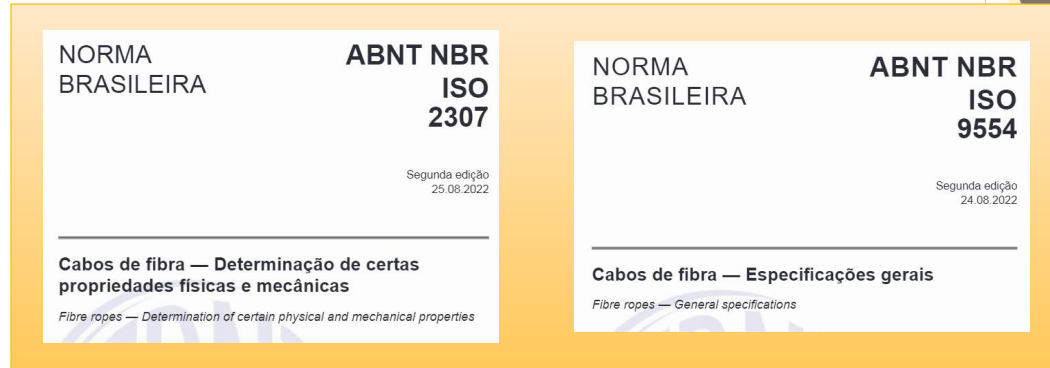 NORMA
BRASILEIRA
ABNT NBR
ISO
2307
Segunda edição
25.08.2022
Cabos de fibra — Determinação de certas
propriedades físicas e mecânicas
Fibre ropes — Determination of certain physical and mechanical properties
NORMA
BRASILEIRA
ABNT NBR
ISO
9554
Segunda edição
24.08.2022
Cabos de fibra — Especificações gerais
Fibre ropes — General specifications